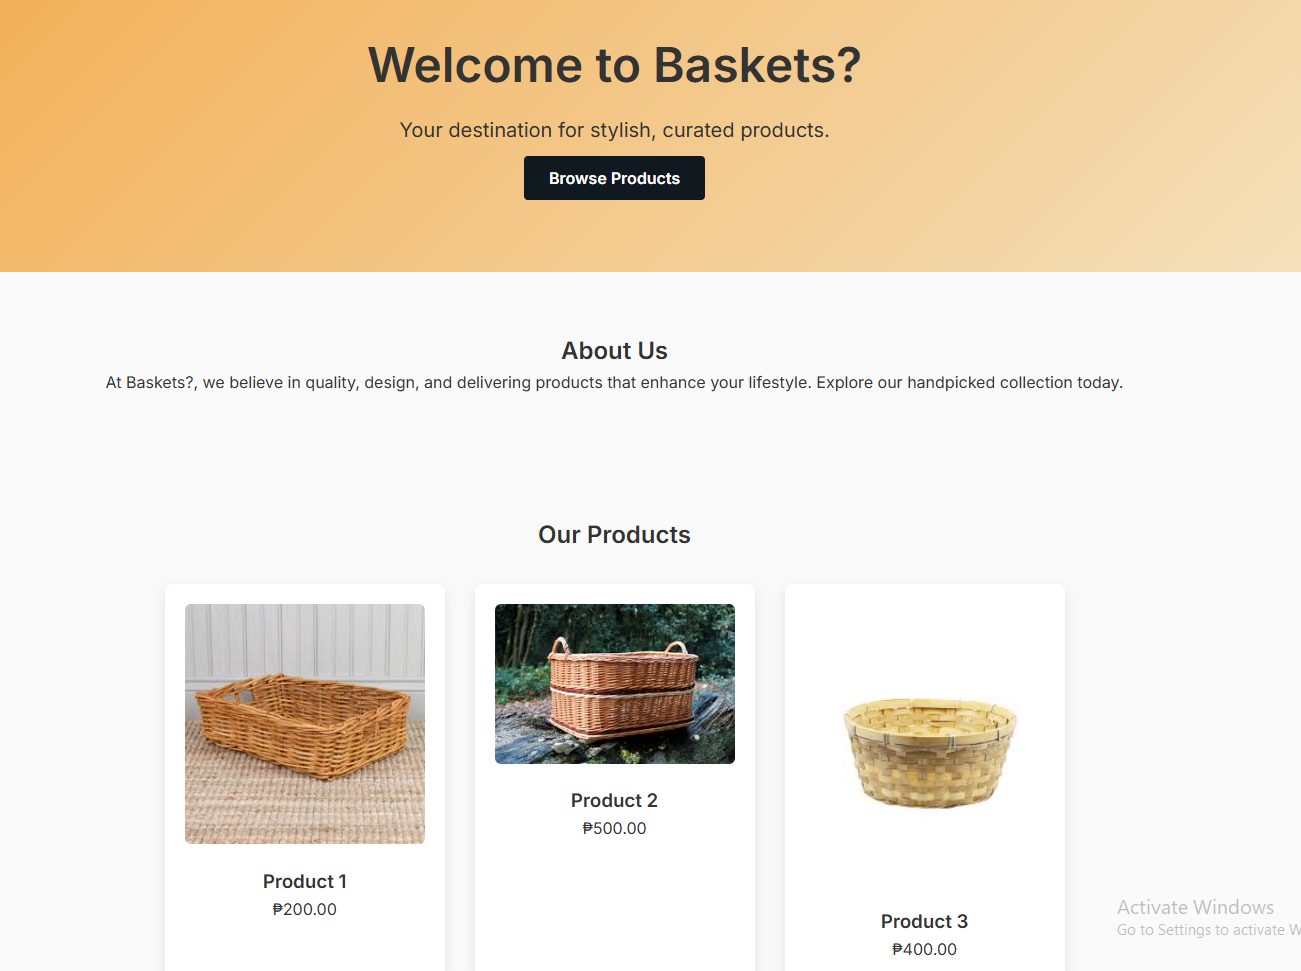 Welcome to Baskets?
Your destination for stylish, curated products.
Browse Products
About Us
At Baskets?, we believe in quality, design, and delivering products that enhance your lifestyle. Explore our handpicked collection today.
Our Products
Product 1
₱200.00
Product 2
₱500.00
Product 3
₱400.00
Activate Windows
Go to Settings to activate W